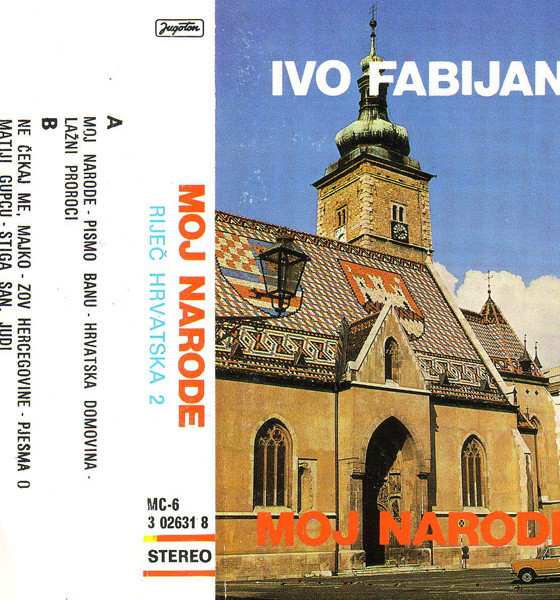 Jugoton
A
MOJ NARODE - PISMO BANU - HRVATSKA DOMOVINA -
LAŽNI PROROCI
B
NE ČEKAJ ME, MAJKO - ZOV HERCEGOVINE - PJESMA O
MATIJI GUPCU - STIGA SAN, JUDI
MOJ NARODE
RIJEČ HRVATSKA 2
MC-6
3 02631 8
STEREO
IVO FABIJAN
MOJ NARODE